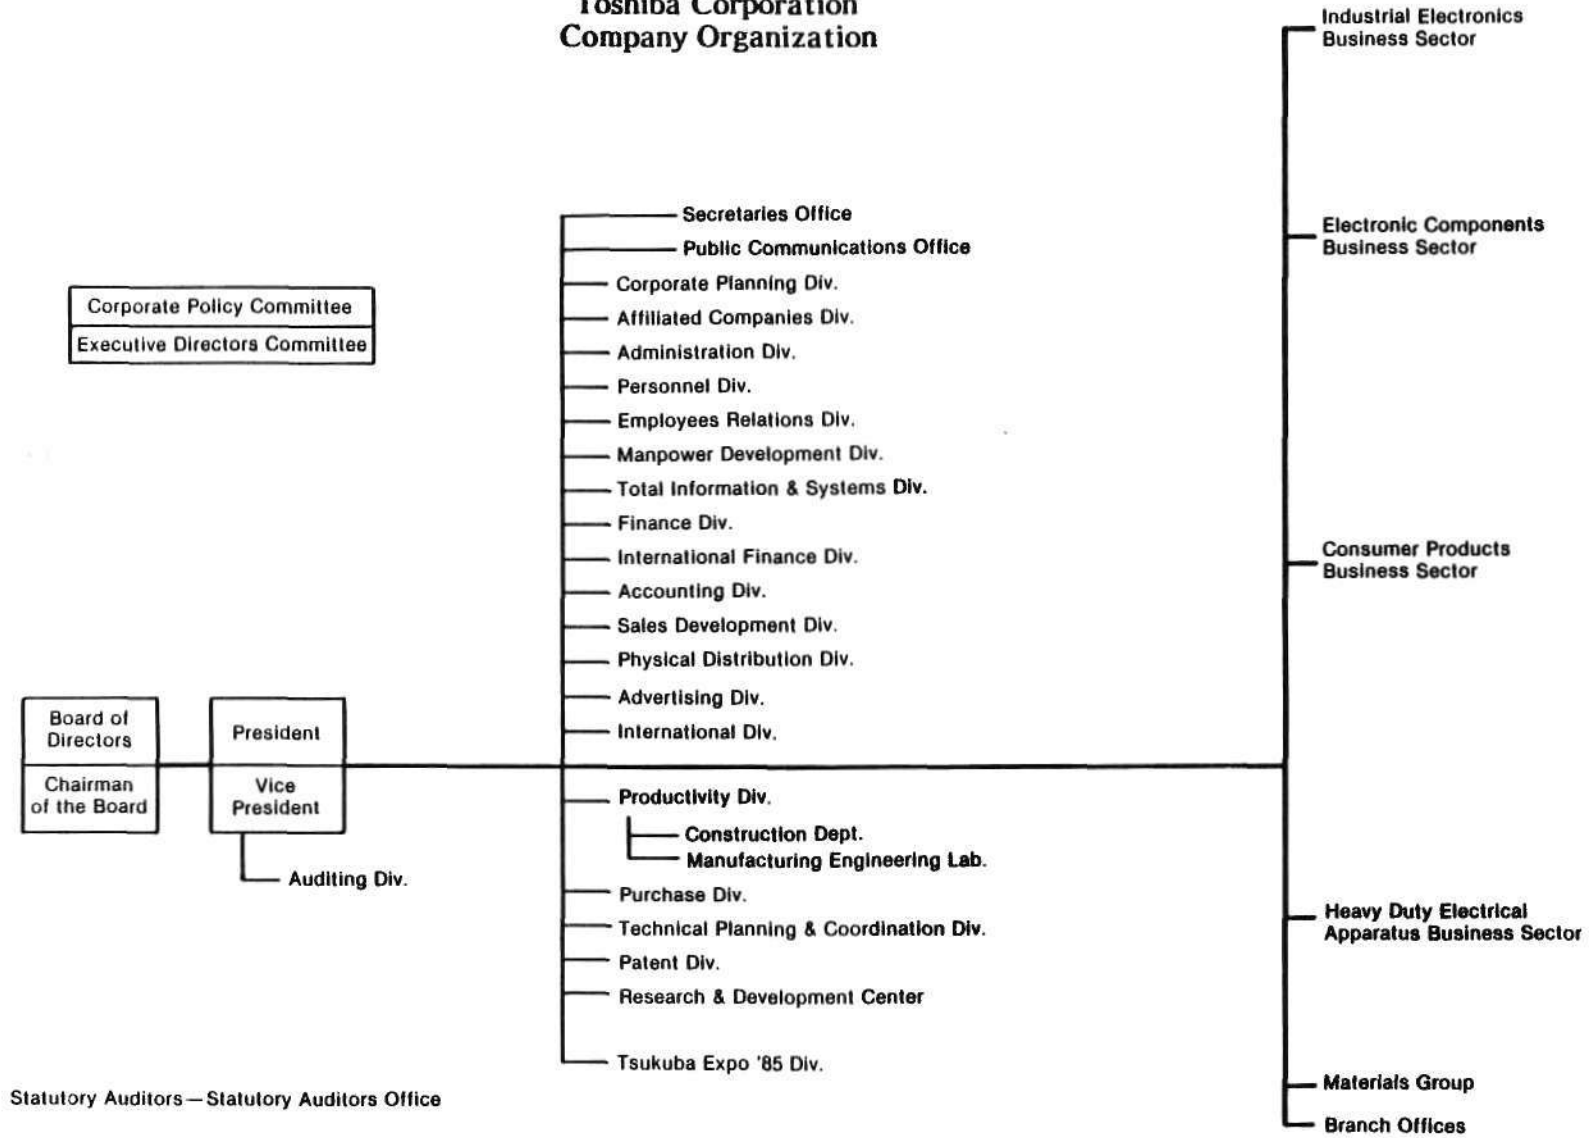 Toshiba Corporation
Company Organization
Industrial Electronics
Business Sector
Secretaries Office
Public Communications Office
Electronic Components
Business Sector
Corporate Policy Committee
Executive Directors Committee
Corporate Planning Div.
Affiliated Companies Div.
Administration Div.
Personnel Div.
Employees Relations Div.
Manpower Development Div.
Total Information & Systems Div.
Finance Div.
International Finance Div.
Accounting Div.
Sales Development Div.
Physical Distribution Div.
Advertising Div.
International Div.
Consumer Products
Business Sector
Board of
Directors
Chairman
of the Board
President
Vice
President
Auditing Div.
Productivity Div.
Construction Dept.
Manufacturing Engineering Lab.
Purchase Div.
Technical Planning & Coordination Div.
Patent Div.
Research & Development Center
Tsukuba Expo '85 Div.
Heavy Duty Electrical
Apparatus Business Sector
Materials Group
Branch Offices
Statutory Auditors—Statutory Auditors Office